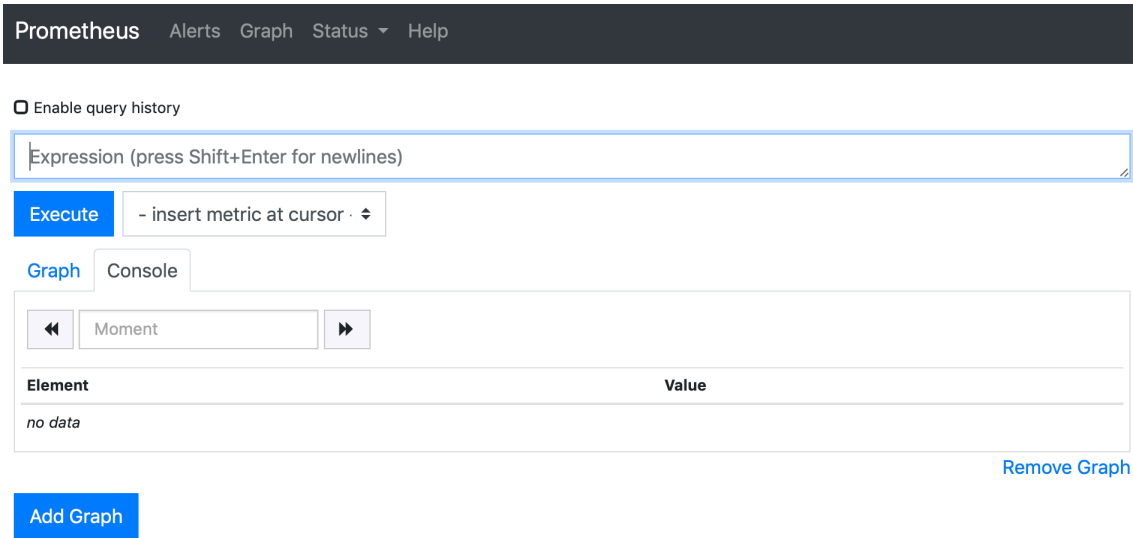 Prometheus Alerts Graph Status Help
Enable query history
Expression (press Shift+Enter for newlines)
Execute - insert metric at cursor -
Graph Console
Moment
Element Value
no data
Remove Graph
Add Graph